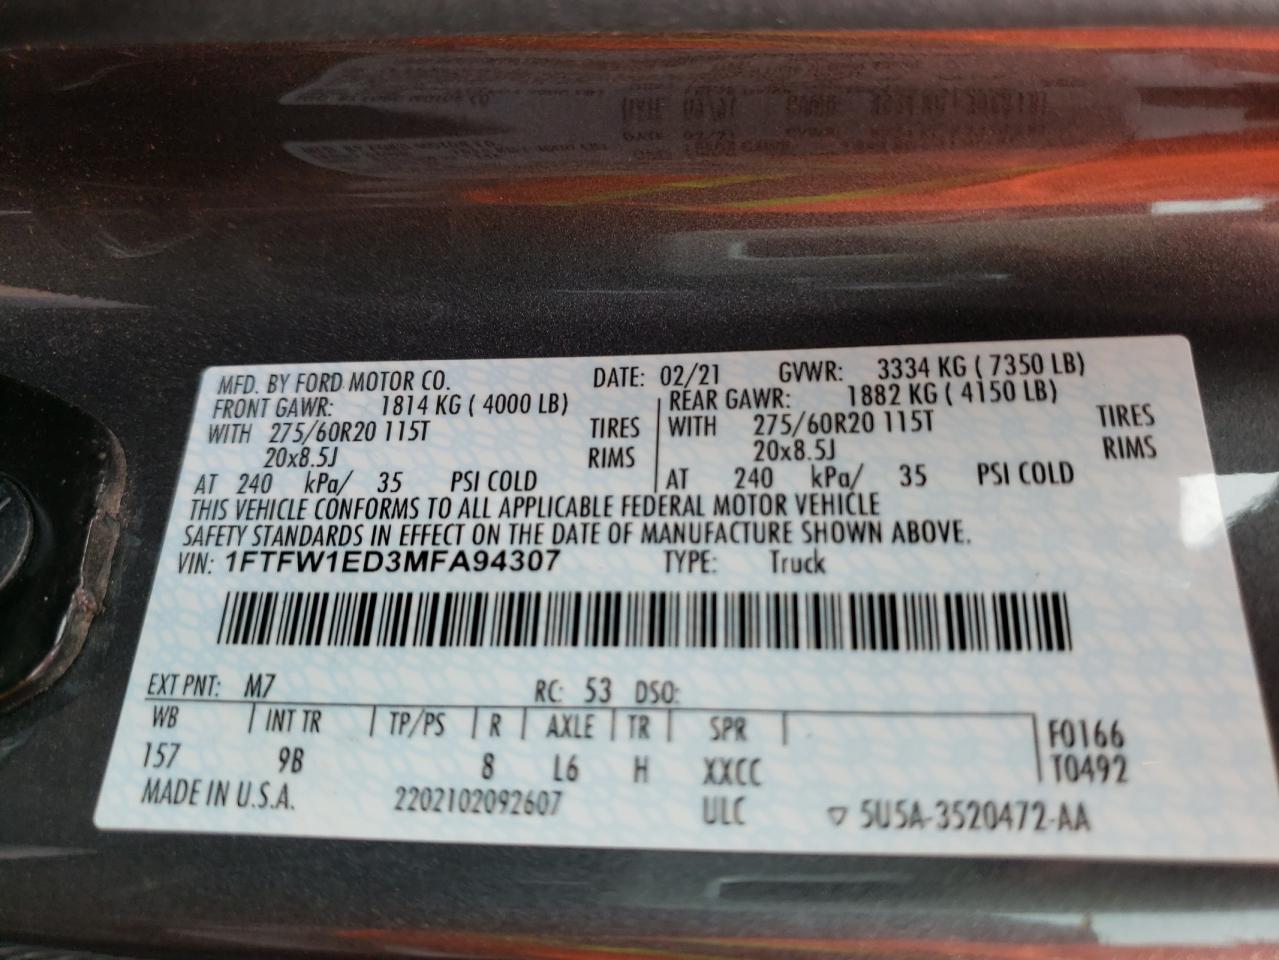 MFD. BY FORD MOTOR CO. DATE: 02/21 GVWR: 3334 KG ( 7350 LB)
FRONT GAWR: 1814 KG ( 4000 LB) REAR GAWR: 1882 KG ( 4150 LB)
WITH 275/60R20 115T TIRES WITH 275/60R20 115T TIRES
20x8.5J RIMS 20x8.5J RIMS
AT 240 kPa/ 35 PSI COLD AT 240 kPa/ 35 PSI COLD
THIS VEHICLE CONFORMS TO ALL APPLICABLE FEDERAL MOTOR VEHICLE
SAFETY STANDARDS IN EFFECT ON THE DATE OF MANUFACTURE SHOWN ABOVE.
VIN: 1FTFW1ED3MFA94307 TYPE: Truck
EXT PNT: M7 RC: 53 DSO:
WB INT TR TP/PS R AXLE TR SPR F0166
157 9B 8 L6 H XXCC T0492
MADE IN U.S.A. 2202102092607 ULC ▽ 5U5A-3520472-AA